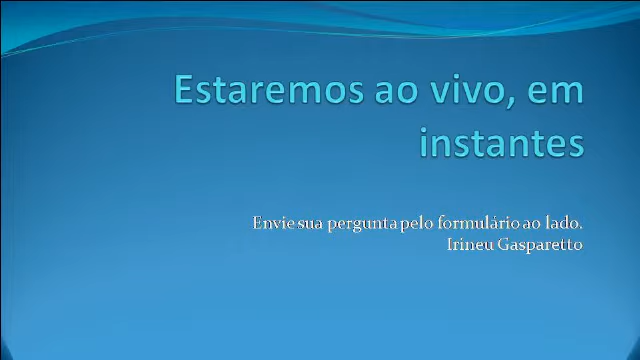 Estaremos ao vivo, em
instantes
Envie sua pergunta pelo formulário ao lado.
Irineu Gasparetto